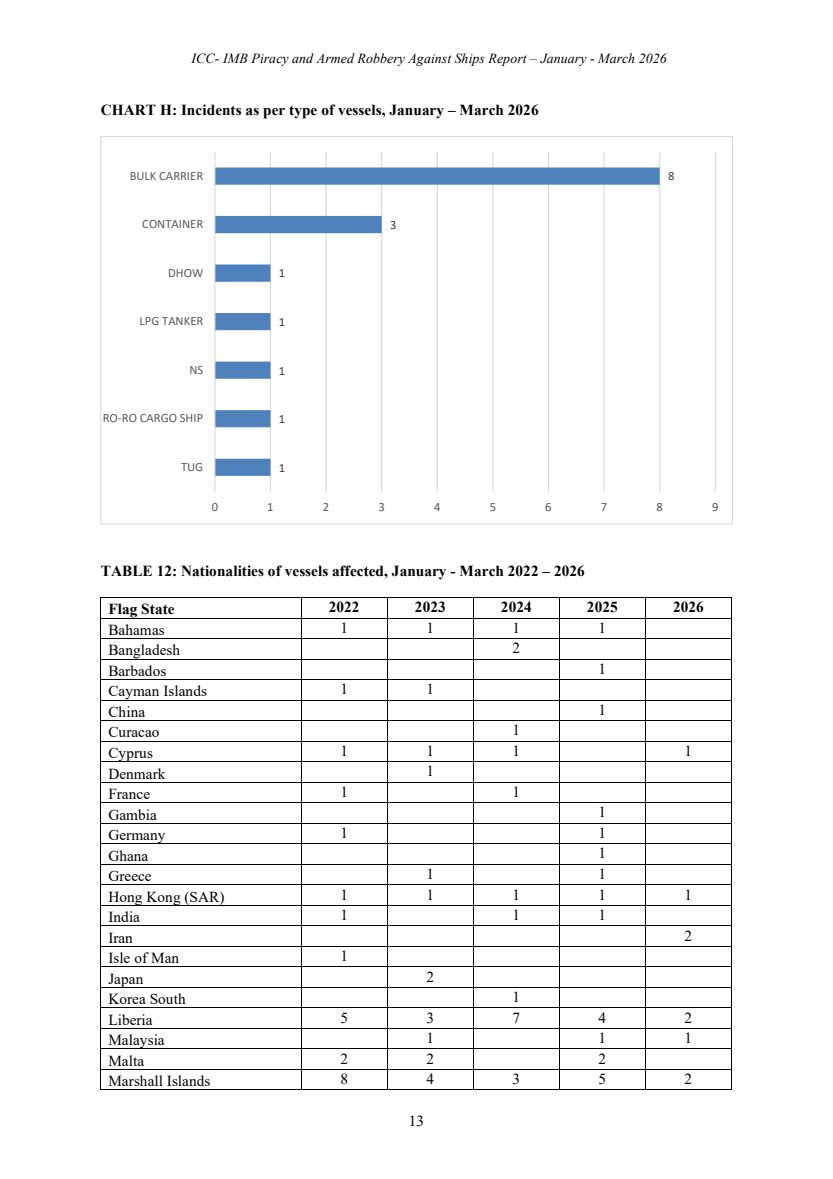 ICC- IMB Piracy and Armed Robbery Against Ships Report – January - March 2026
CHART H: Incidents as per type of vessels, January – March 2026
BULK CARRIER 8
CONTAINER 3
DHOW 1
LPG TANKER 1
NS 1
RO-RO CARGO SHIP 1
TUG 1
0 1 2 3 4 5 6 7 8 9
TABLE 12: Nationalities of vessels affected, January - March 2022 – 2026
Flag State 2022 2023 2024 2025 2026
Bahamas 1 1 1 1
Bangladesh 2
Barbados 1
Cayman Islands 1 1
China 1
Curacao 1
Cyprus 1 1 1 1
Denmark 1
France 1 1
Gambia 1
Germany 1 1
Ghana 1
Greece 1 1
Hong Kong (SAR) 1 1 1 1 1
India 1 1 1
Iran 2
Isle of Man 1
Japan 2
Korea South 1
Liberia 5 3 7 4 2
Malaysia 1 1 1
Malta 2 2 2
Marshall Islands 8 4 3 5 2
13